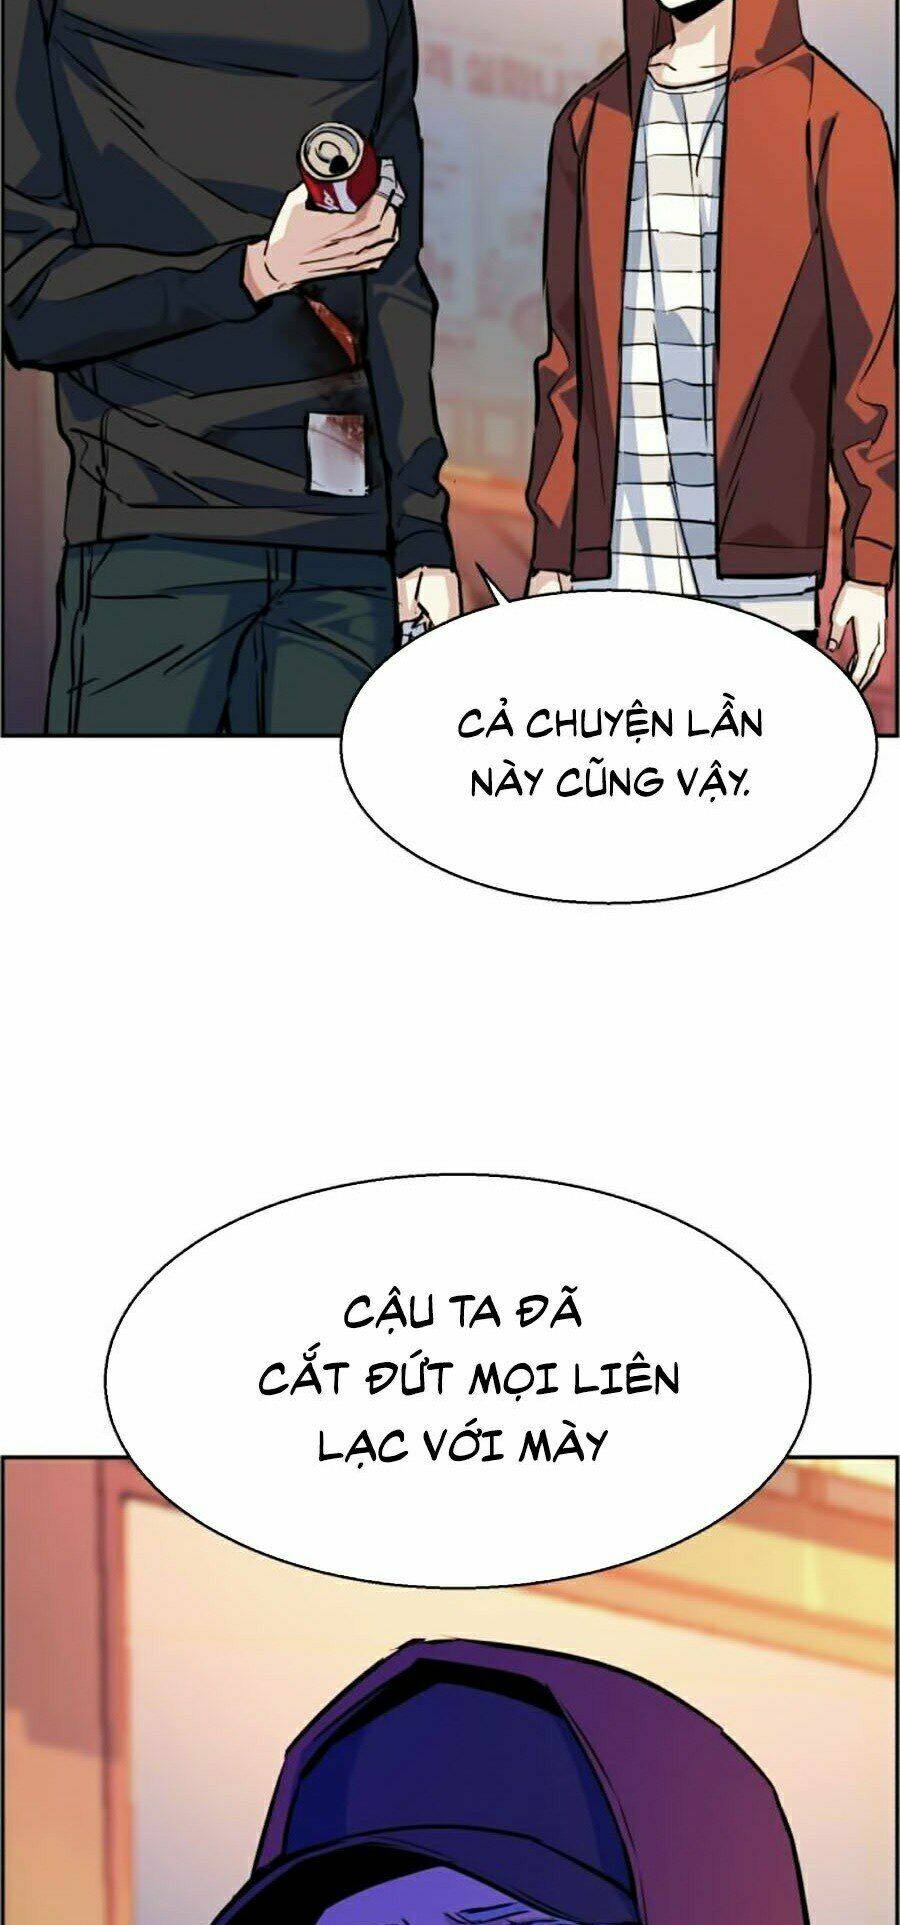 CẢ CHUYỆN LẦN
NÀY CŨNG VẬY.
CẬU TA ĐÃ
CẮT ĐỨT MỌI LIÊN
LẠC VỚI MÀY